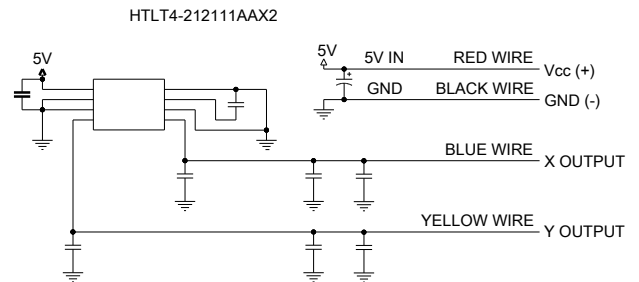 HTLT4-212111AAX2
5V
5V
5V IN
RED WIRE
Vcc (+)
GND
BLACK WIRE
GND (-)
BLUE WIRE
X OUTPUT
YELLOW WIRE
Y OUTPUT